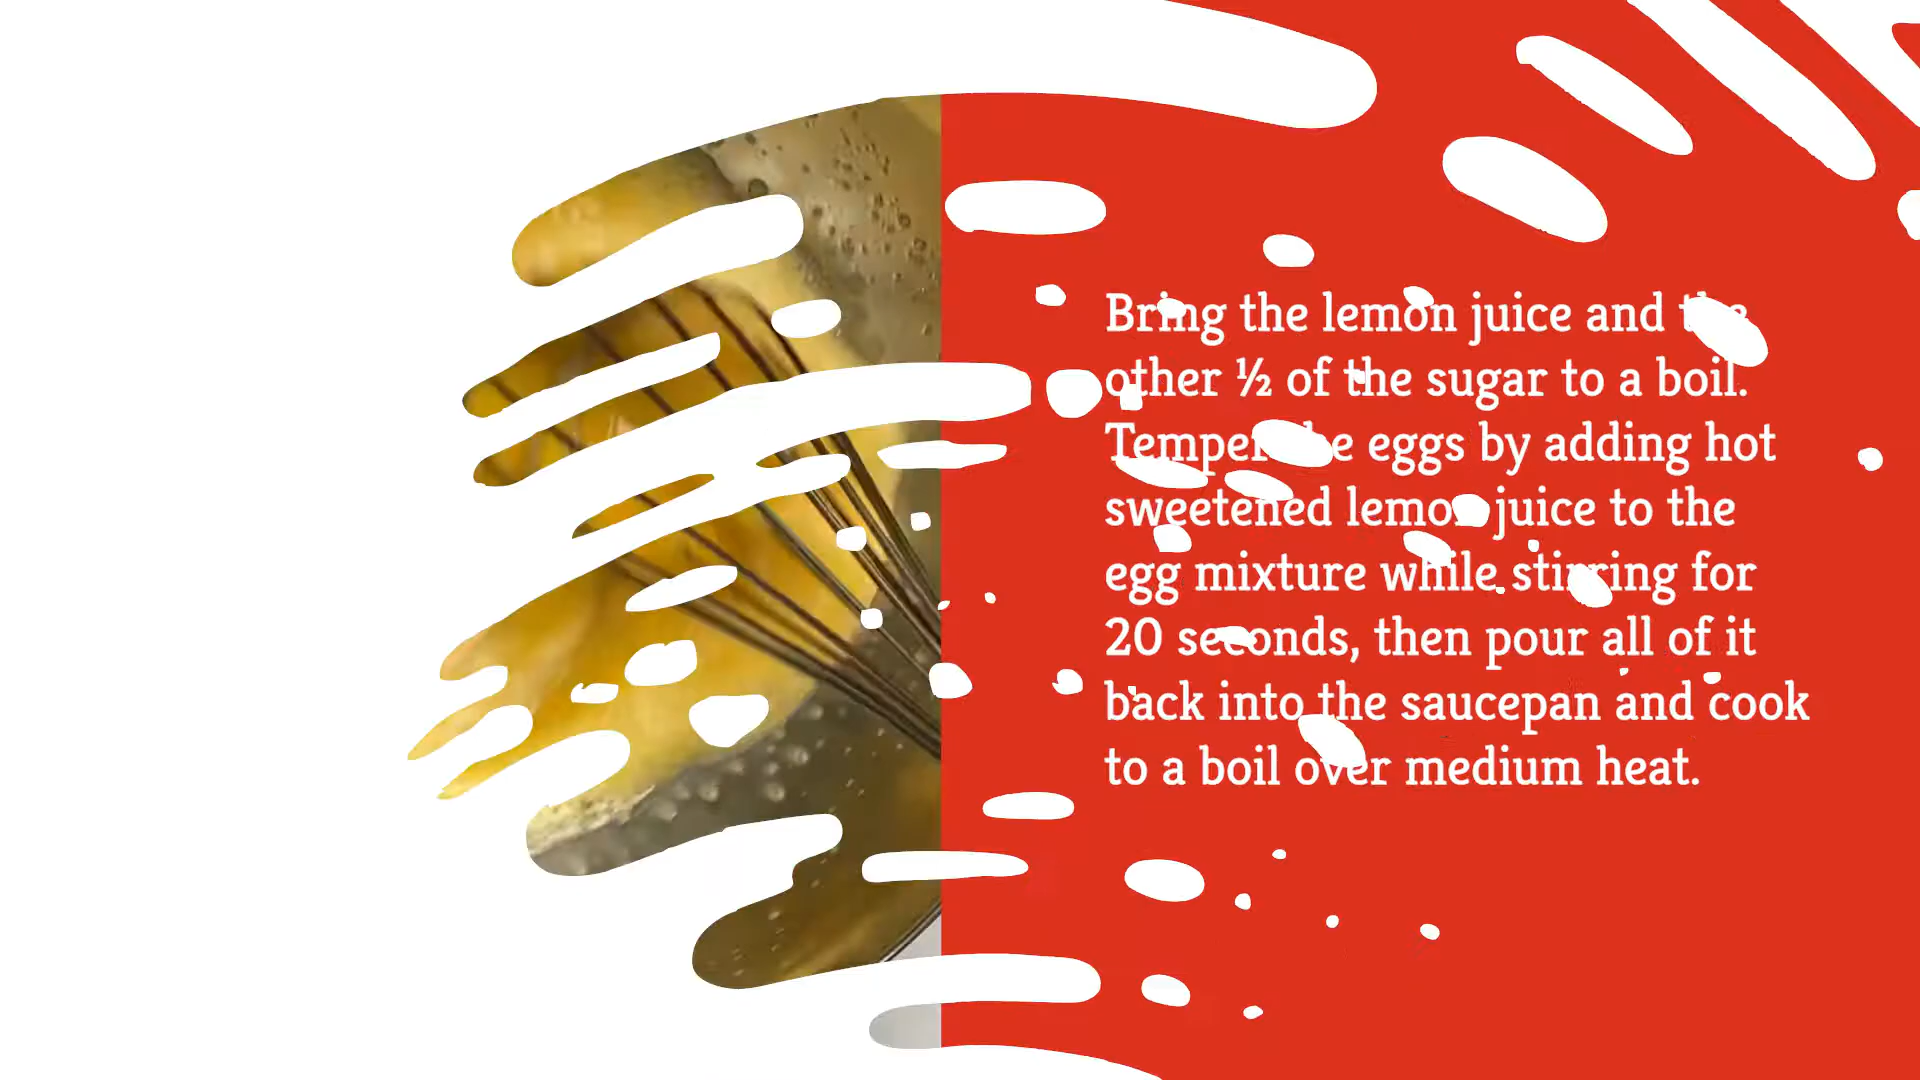 Bring the lemon juice and the
other ½ of the sugar to a boil.
Temper the eggs by adding hot
sweetened lemon juice to the
egg mixture while stirring for
20 seconds, then pour all of it
back into the saucepan and cook
to a boil over medium heat.